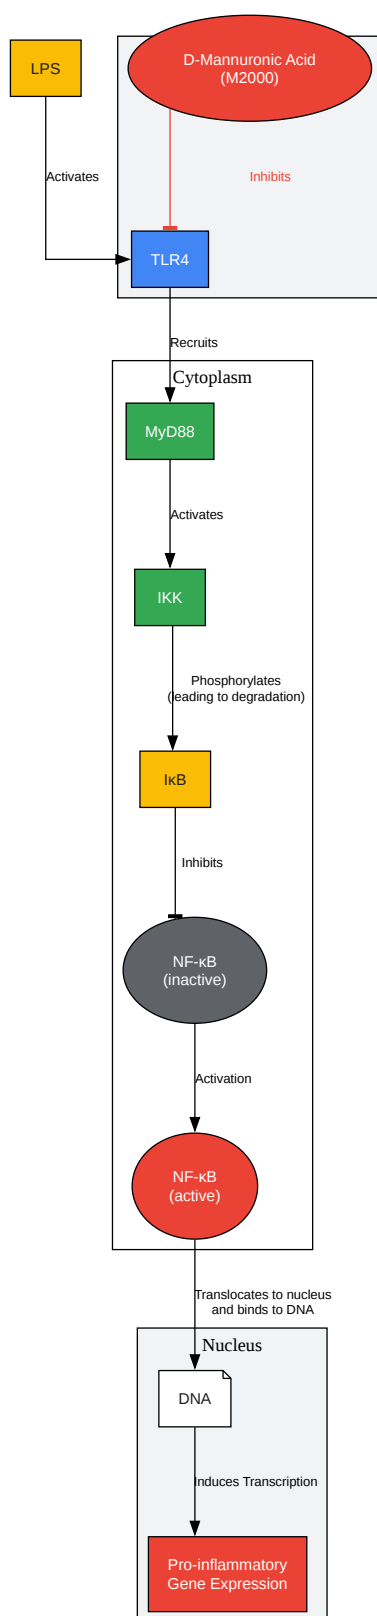 LPS
D-Mannuronic Acid
(M2000)
Activates
Inhibits
TLR4
Recruits
Cytoplasm
MyD88
Activates
IKK
Phosphorylates
(leading to degradation)
IκB
Inhibits
NF-κB
(inactive)
Activation
NF-κB
(active)
Translocates to nucleus
and binds to DNA
Nucleus
DNA
Induces Transcription
Pro-inflammatory
Gene Expression